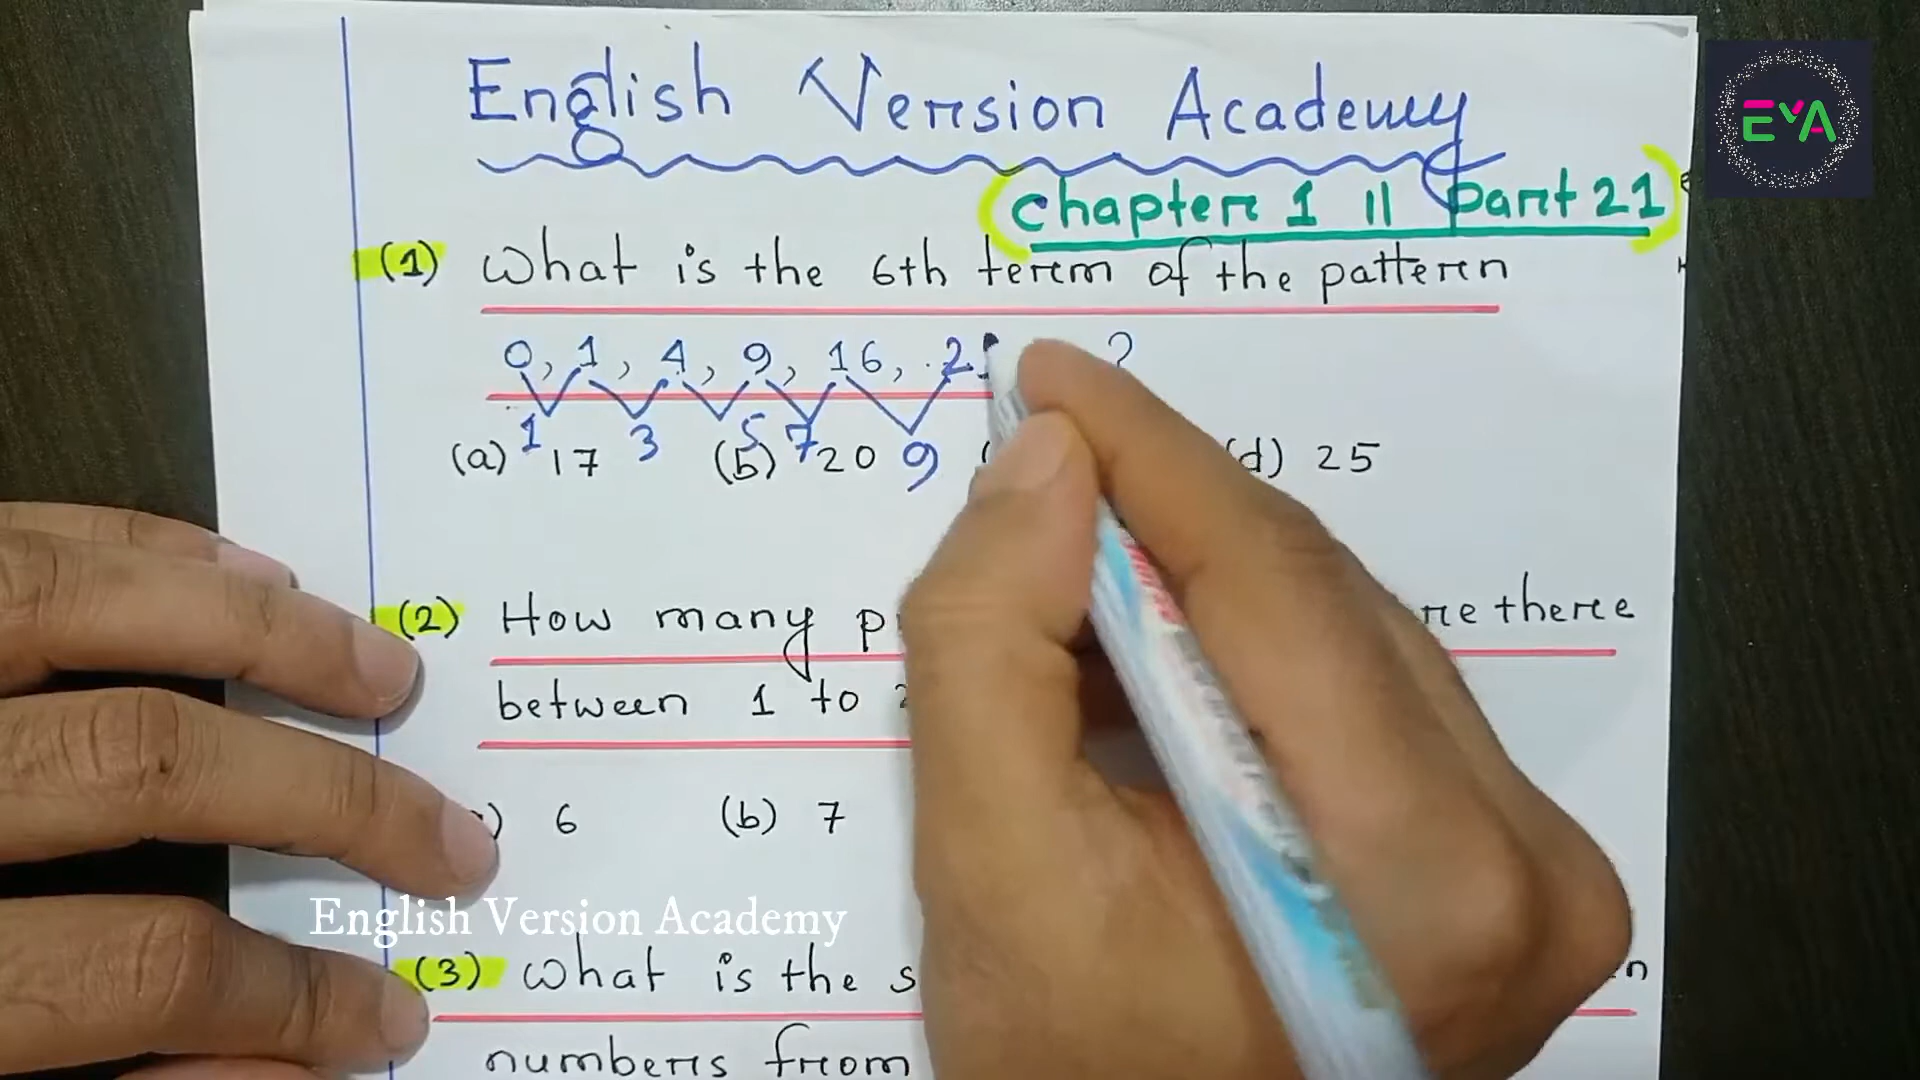 English Version Academy
EVA
Chapter 1 || Part 21
(1) What is the 6th term of the pattern
0, 1, 4, 9, 16, 25 ?
1 3 5 7 9
(a) 17 (b) 20 (d) 25
(2) How many there
between 1 to
6 (b) 7
English Version Academy
(3) What is the
numbers from